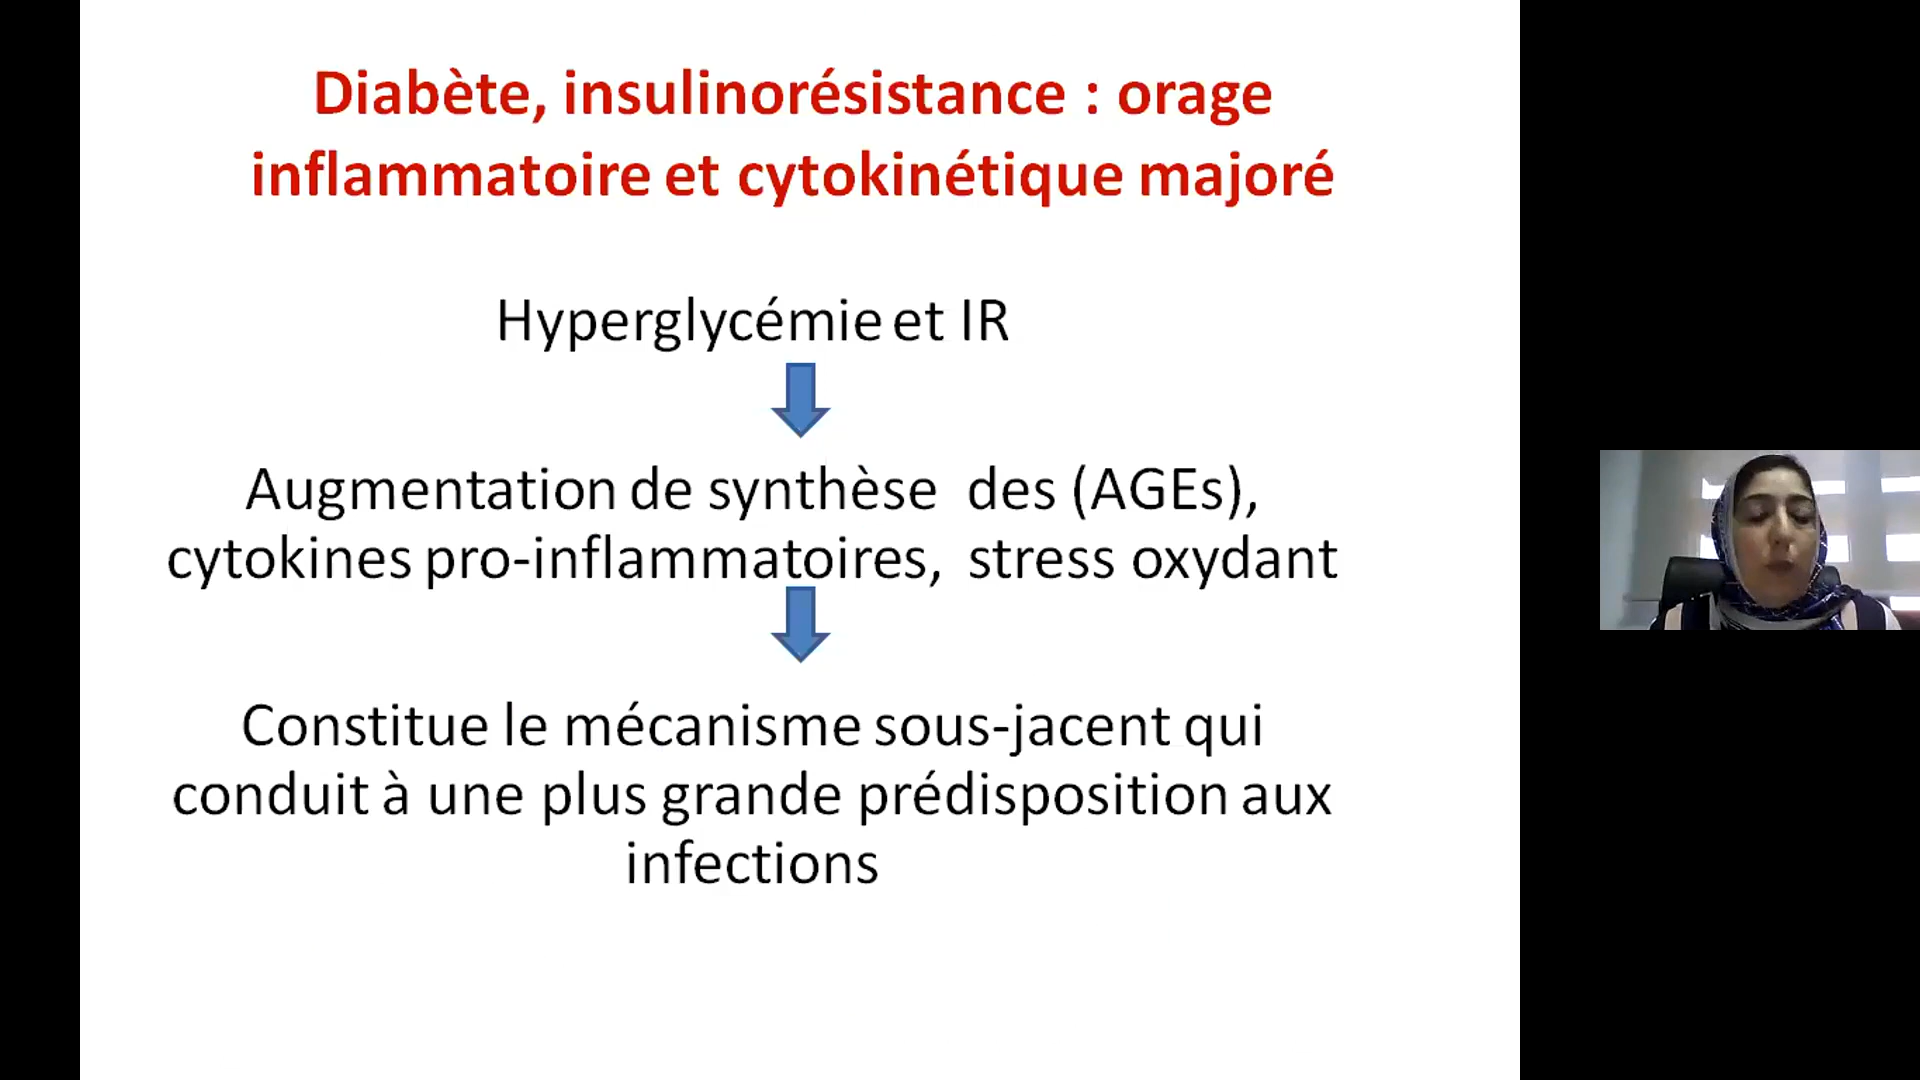 Diabète, insulinorésistance : orage
inflammatoire et cytokinétique majoré
Hyperglycémie et IR
Augmentation de synthèse des (AGEs),
cytokines pro-inflammatoires, stress oxydant
Constitue le mécanisme sous-jacent qui
conduit à une plus grande prédisposition aux
infections